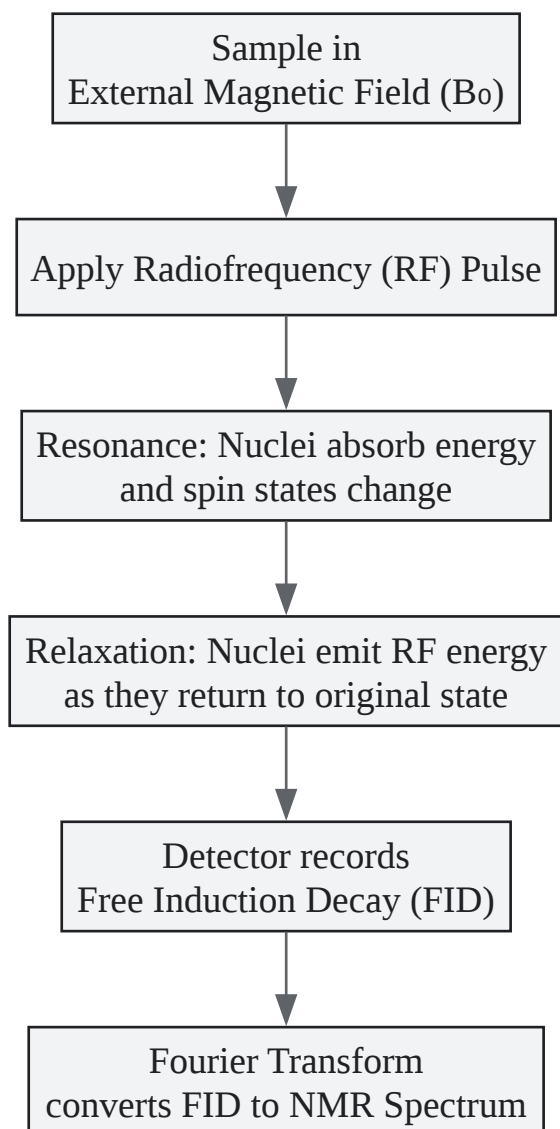 Sample in
External Magnetic Field (B₀)
Apply Radiofrequency (RF) Pulse
Resonance: Nuclei absorb energy
and spin states change
Relaxation: Nuclei emit RF energy
as they return to original state
Detector records
Free Induction Decay (FID)
Fourier Transform
converts FID to NMR Spectrum